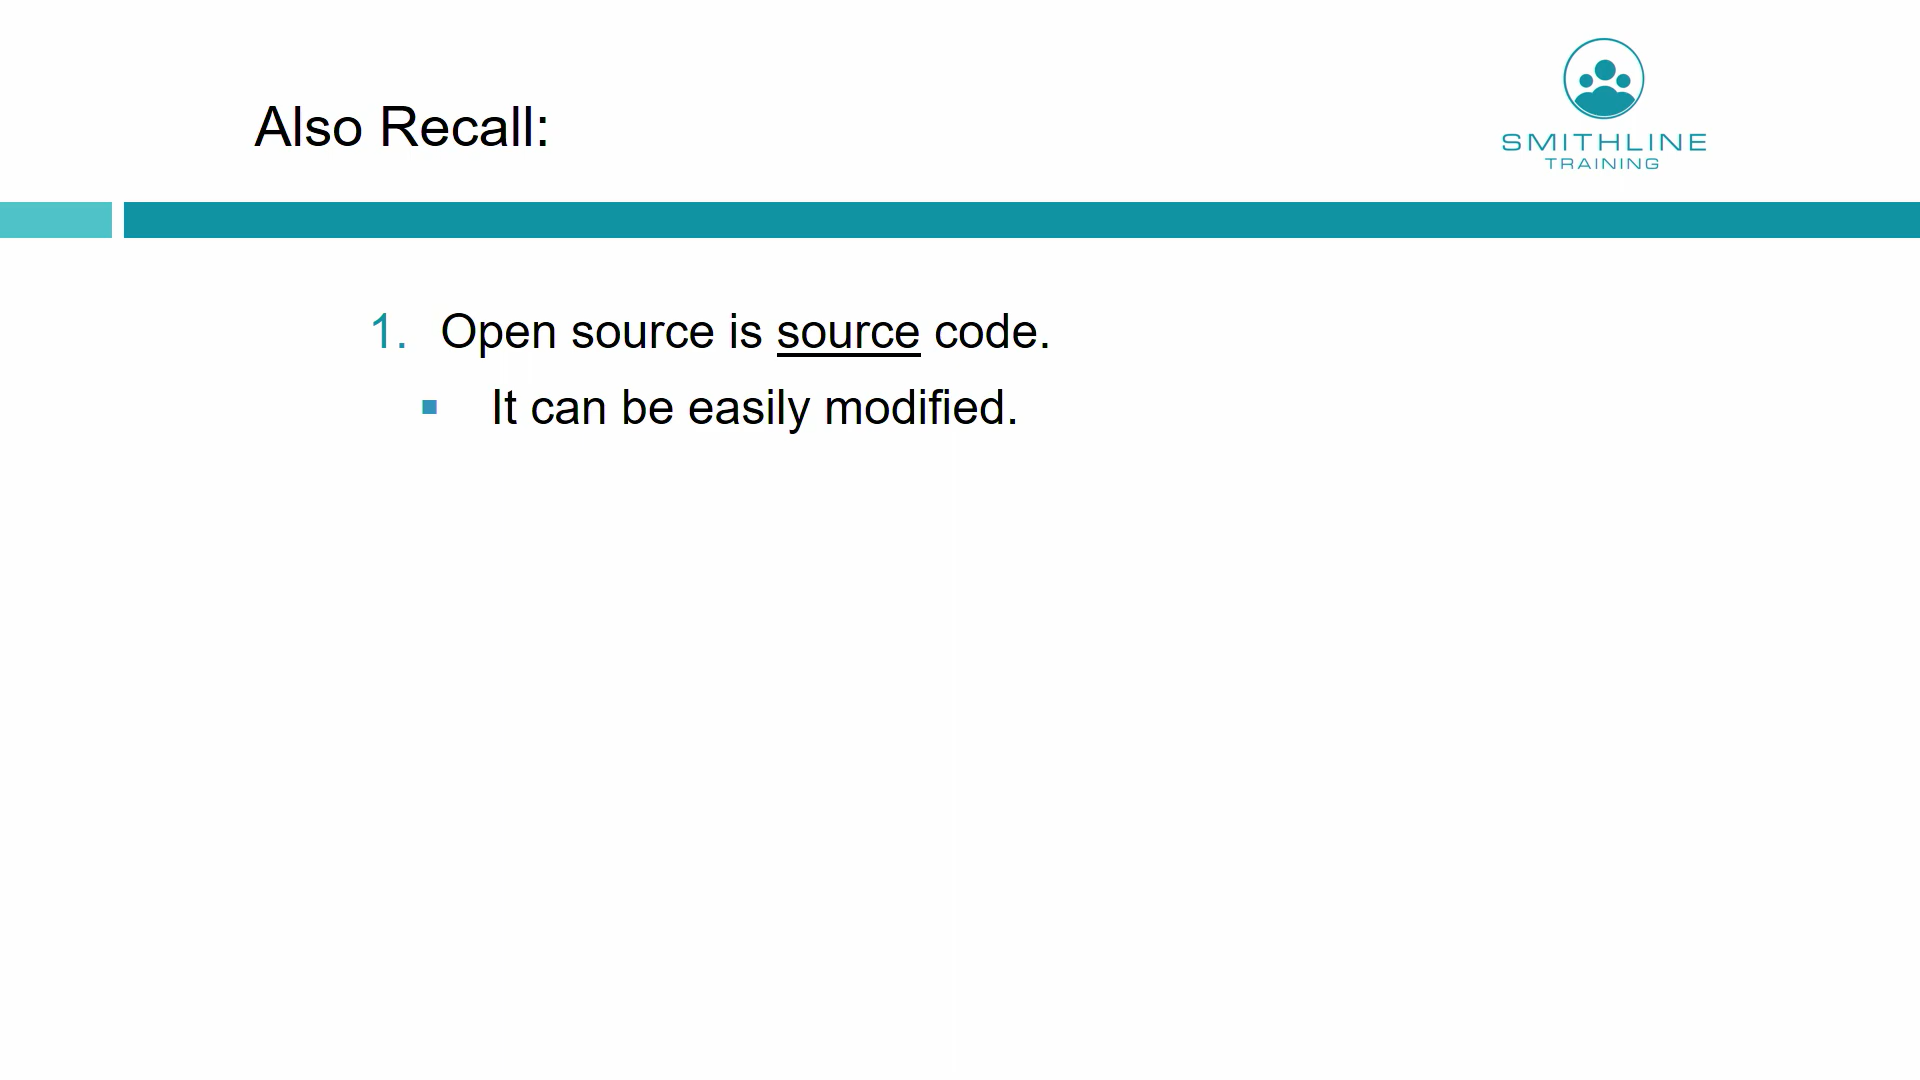 Also Recall:
SMITHLINE
TRAINING
1. Open source is source code.
▪ It can be easily modified.